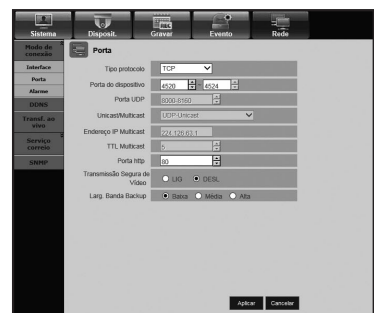 Sistema Disposit. Gravar Evento Rede
REC
Modo de conexão
Interface
Porta
Alarme
DDNS
Transf. ao vivo
Serviço correio
SNMP
Porta
Tipo protocolo TCP
Porta do dispositivo 4520 - 4524
Porta UDP 8000-8160
Unicast/Multicast UDP-Unicast
Endereço IP Multicast 224.126.63.1
TTL Multicast 5
Porta http 80
Transmissão Segura de Vídeo LIG DESL
Larg. Banda Backup Baixa Média Alta
Aplicar Cancelar